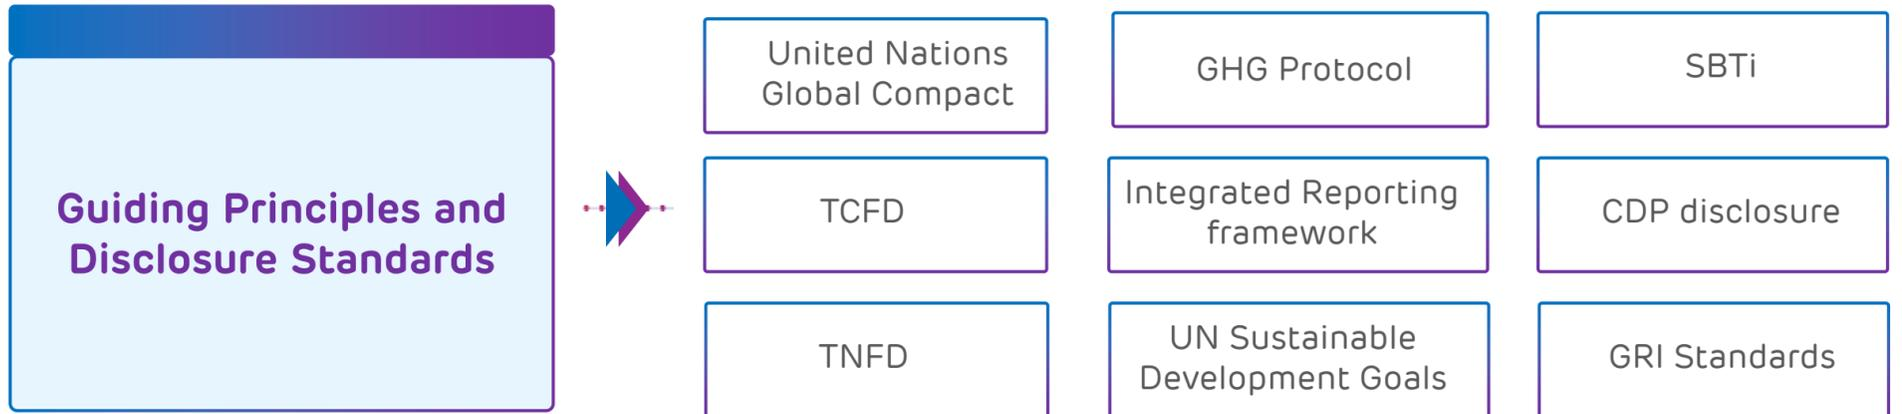 Guiding Principles and
Disclosure Standards
United Nations
Global Compact
GHG Protocol
SBTi
TCFD
Integrated Reporting
framework
CDP disclosure
TNFD
UN Sustainable
Development Goals
GRI Standards